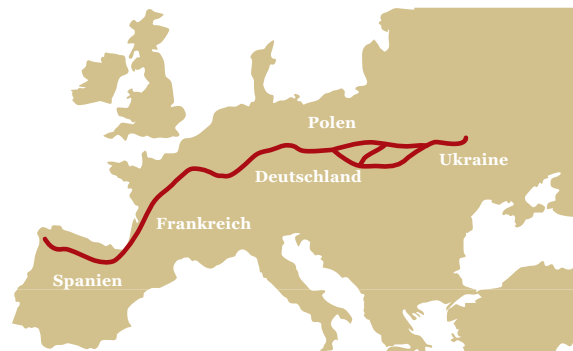 Polen
Ukraine
Deutschland
Frankreich
Spanien